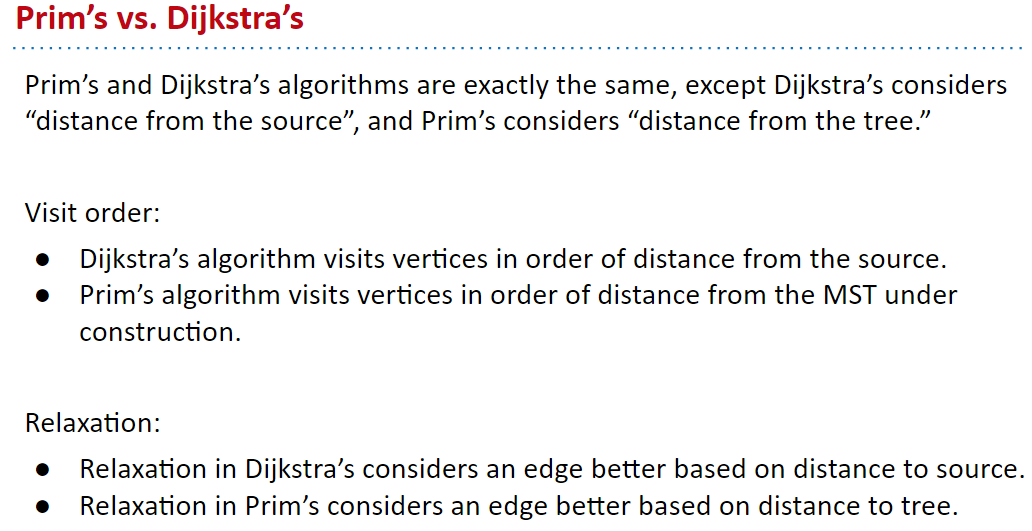 Prim’s vs. Dijkstra’s
Prim’s and Dijkstra’s algorithms are exactly the same, except Dijkstra’s considers
“distance from the source”, and Prim’s considers “distance from the tree.”
Visit order:
● Dijkstra’s algorithm visits vertices in order of distance from the source.
● Prim’s algorithm visits vertices in order of distance from the MST under
construction.
Relaxation:
● Relaxation in Dijkstra’s considers an edge better based on distance to source.
● Relaxation in Prim’s considers an edge better based on distance to tree.